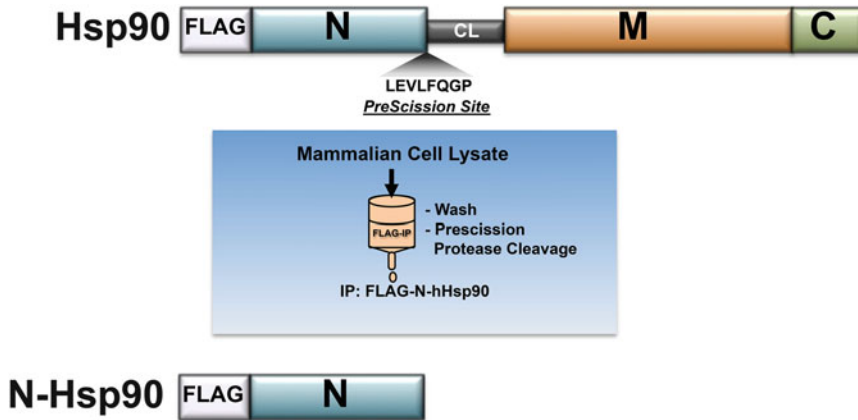 Hsp90 FLAG N CL M C
LEVLFQGP
PreScission Site
Mammalian Cell Lysate
FLAG-IP
- Wash
- Prescission
Protease Cleavage
IP: FLAG-N-hHsp90
N-Hsp90 FLAG N